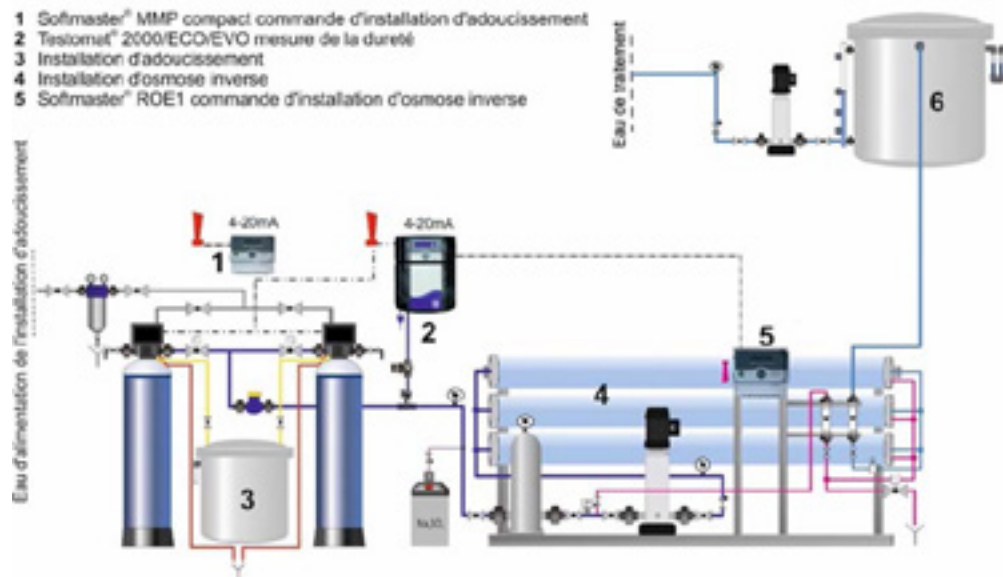 1 Softmaster® MMP compact commande d'installation d'adoucissement
2 Testomat® 2000/ECO/EVO mesure de la dureté
3 Installation d'adoucissement
4 Installation d'osmose inverse
5 Softmaster® ROE1 commande d'installation d'osmose inverse
Eau de traitement
6
Eau d'alimentation de l'installation d'adoucissement
4-20mA
4-20mA
1
2
5
4
3